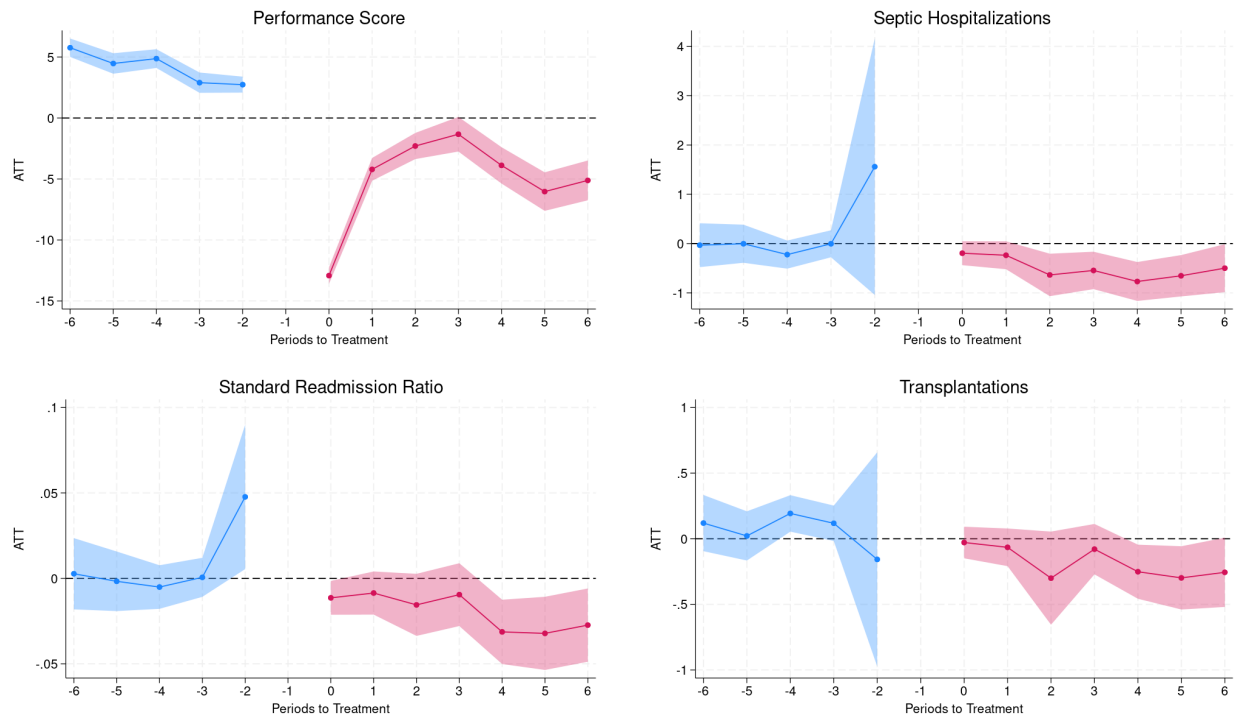 Performance Score
5
0
-5
-10
-15
ATT
-6 -5 -4 -3 -2 -1 0 1 2 3 4 5 6
Periods to Treatment
Septic Hospitalizations
4
3
2
1
0
-1
ATT
-6 -5 -4 -3 -2 -1 0 1 2 3 4 5 6
Periods to Treatment
Standard Readmission Ratio
.1
.05
0
-.05
ATT
-6 -5 -4 -3 -2 -1 0 1 2 3 4 5 6
Periods to Treatment
Transplantations
1
.5
0
-.5
-1
ATT
-6 -5 -4 -3 -2 -1 0 1 2 3 4 5 6
Periods to Treatment